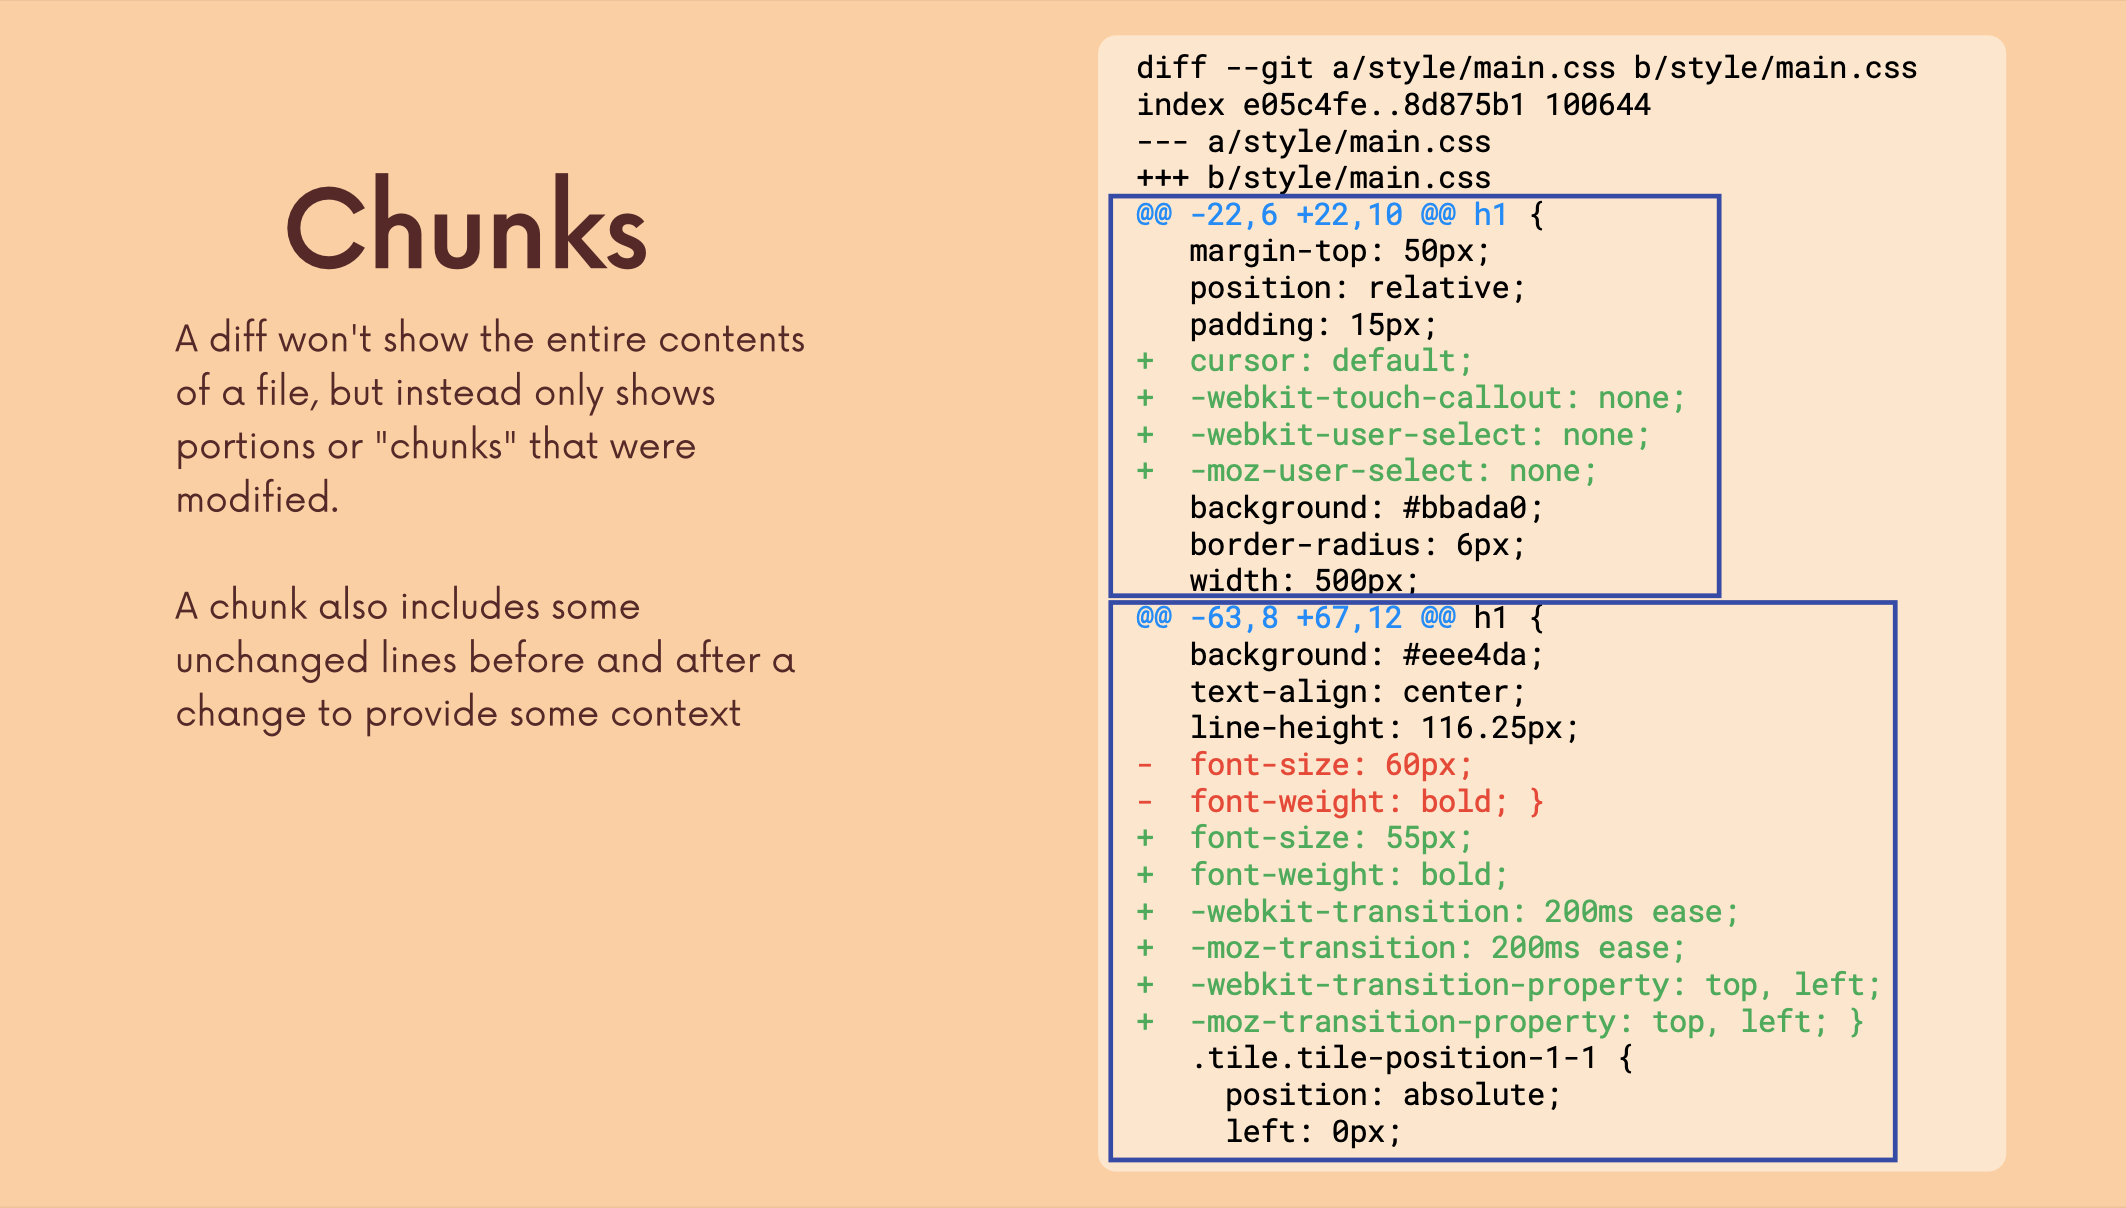 Chunks
A diff won't show the entire contents
of a file, but instead only shows
portions or "chunks" that were
modified.
A chunk also includes some
unchanged lines before and after a
change to provide some context
diff --git a/style/main.css b/style/main.css
index e05c4fe..8d875b1 100644
--- a/style/main.css
+++ b/style/main.css
@@ -22,6 +22,10 @@ h1 {
   margin-top: 50px;
   position: relative;
   padding: 15px;
+  cursor: default;
+  -webkit-touch-callout: none;
+  -webkit-user-select: none;
+  -moz-user-select: none;
   background: #bbada0;
   border-radius: 6px;
   width: 500px;
@@ -63,8 +67,12 @@ h1 {
   background: #eee4da;
   text-align: center;
   line-height: 116.25px;
-  font-size: 60px;
-  font-weight: bold; }
+  font-size: 55px;
+  font-weight: bold;
+  -webkit-transition: 200ms ease;
+  -moz-transition: 200ms ease;
+  -webkit-transition-property: top, left;
+  -moz-transition-property: top, left; }
   .tile.tile-position-1-1 {
     position: absolute;
     left: 0px;